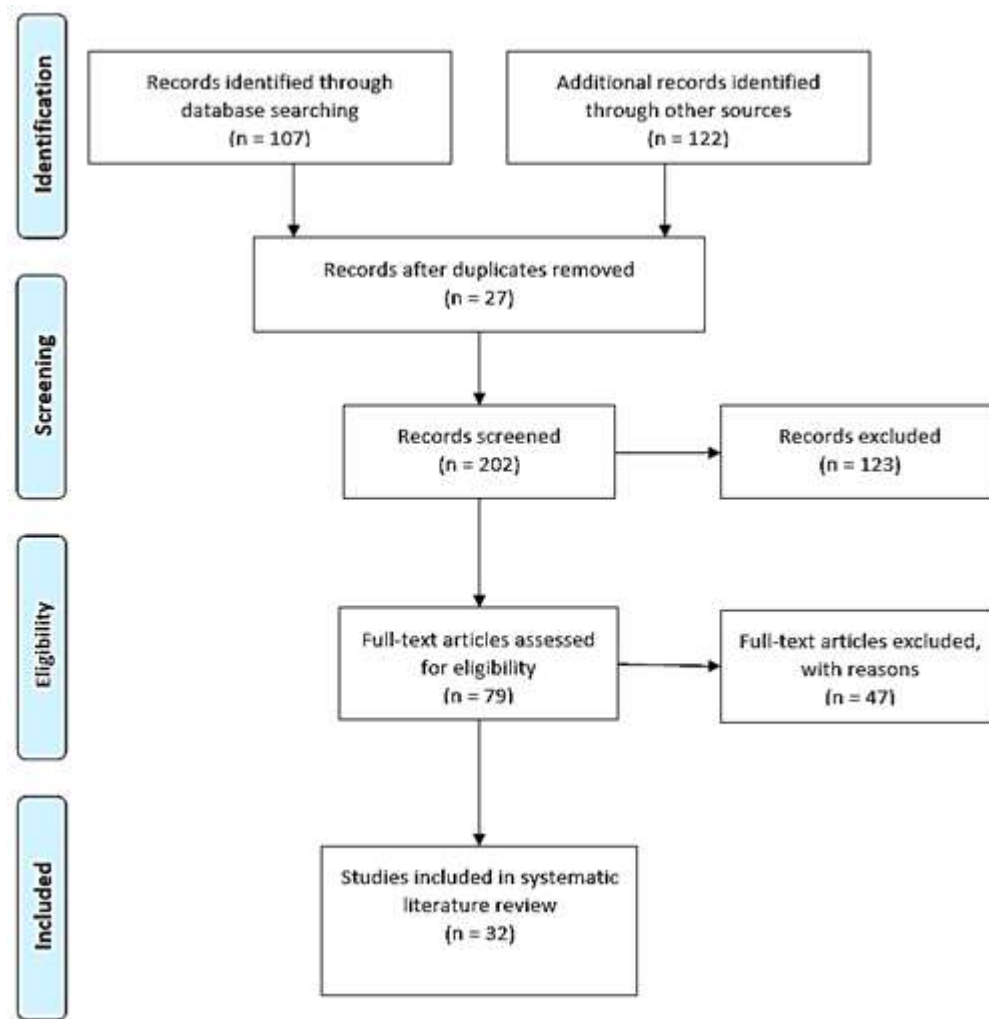 Identification
Records identified through
database searching
(n = 107)
Additional records identified
through other sources
(n = 122)
Records after duplicates removed
(n = 27)
Screening
Records screened
(n = 202)
Records excluded
(n = 123)
Eligibility
Full-text articles assessed
for eligibility
(n = 79)
Full-text articles excluded,
with reasons
(n = 47)
Included
Studies included in systematic
literature review
(n = 32)